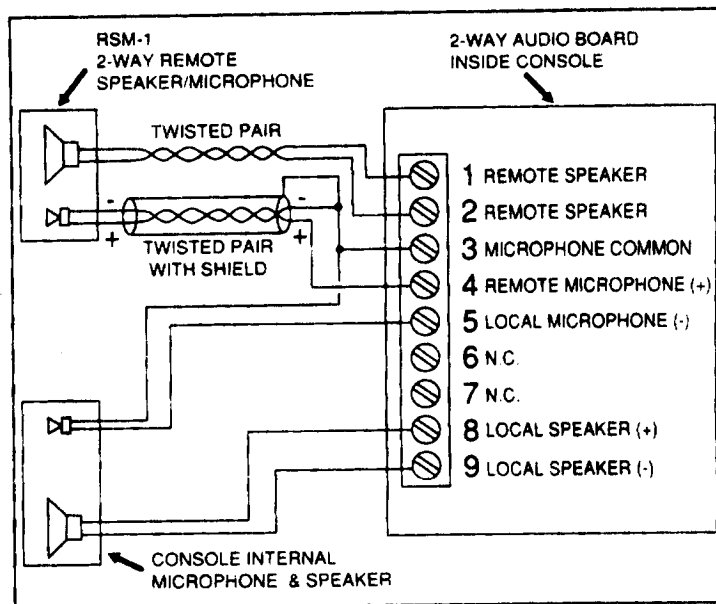 RSM-1
2-WAY REMOTE
SPEAKER/MICROPHONE
2-WAY AUDIO BOARD
INSIDE CONSOLE
TWISTED PAIR
-
+
-
+
TWISTED PAIR
WITH SHIELD
1 REMOTE SPEAKER
2 REMOTE SPEAKER
3 MICROPHONE COMMON
4 REMOTE MICROPHONE (+)
5 LOCAL MICROPHONE (-)
6 N.C.
7 N.C.
8 LOCAL SPEAKER (+)
9 LOCAL SPEAKER (-)
CONSOLE INTERNAL
MICROPHONE & SPEAKER